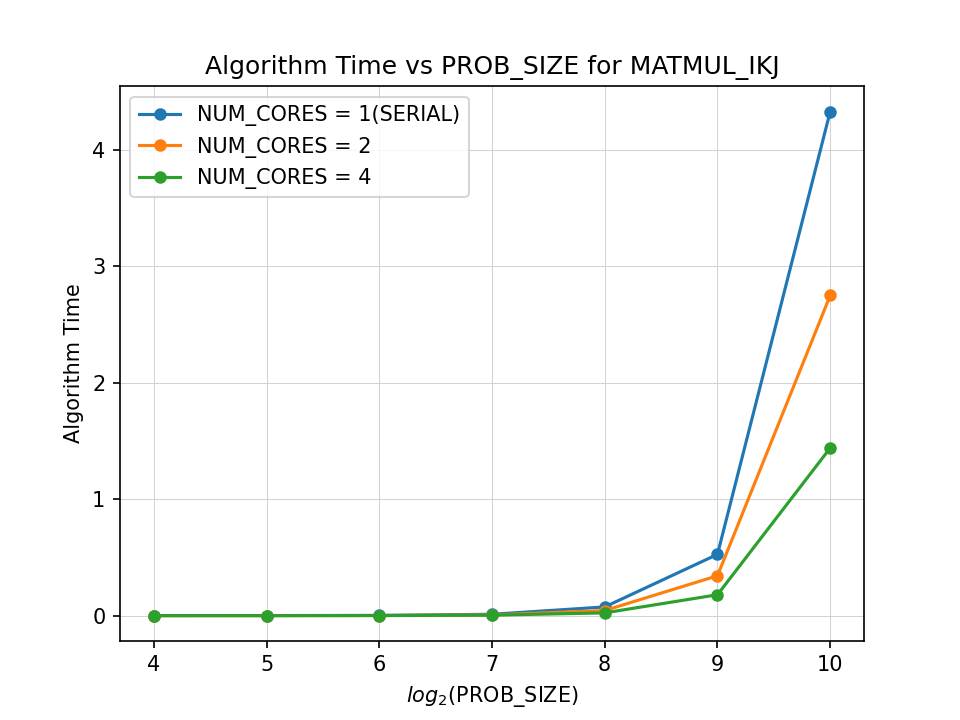 Algorithm Time vs PROB_SIZE for MATMUL_IKJ
NUM_CORES = 1(SERIAL)
NUM_CORES = 2
NUM_CORES = 4
Algorithm Time
4
3
2
1
0
4 5 6 7 8 9 10
log₂(PROB_SIZE)